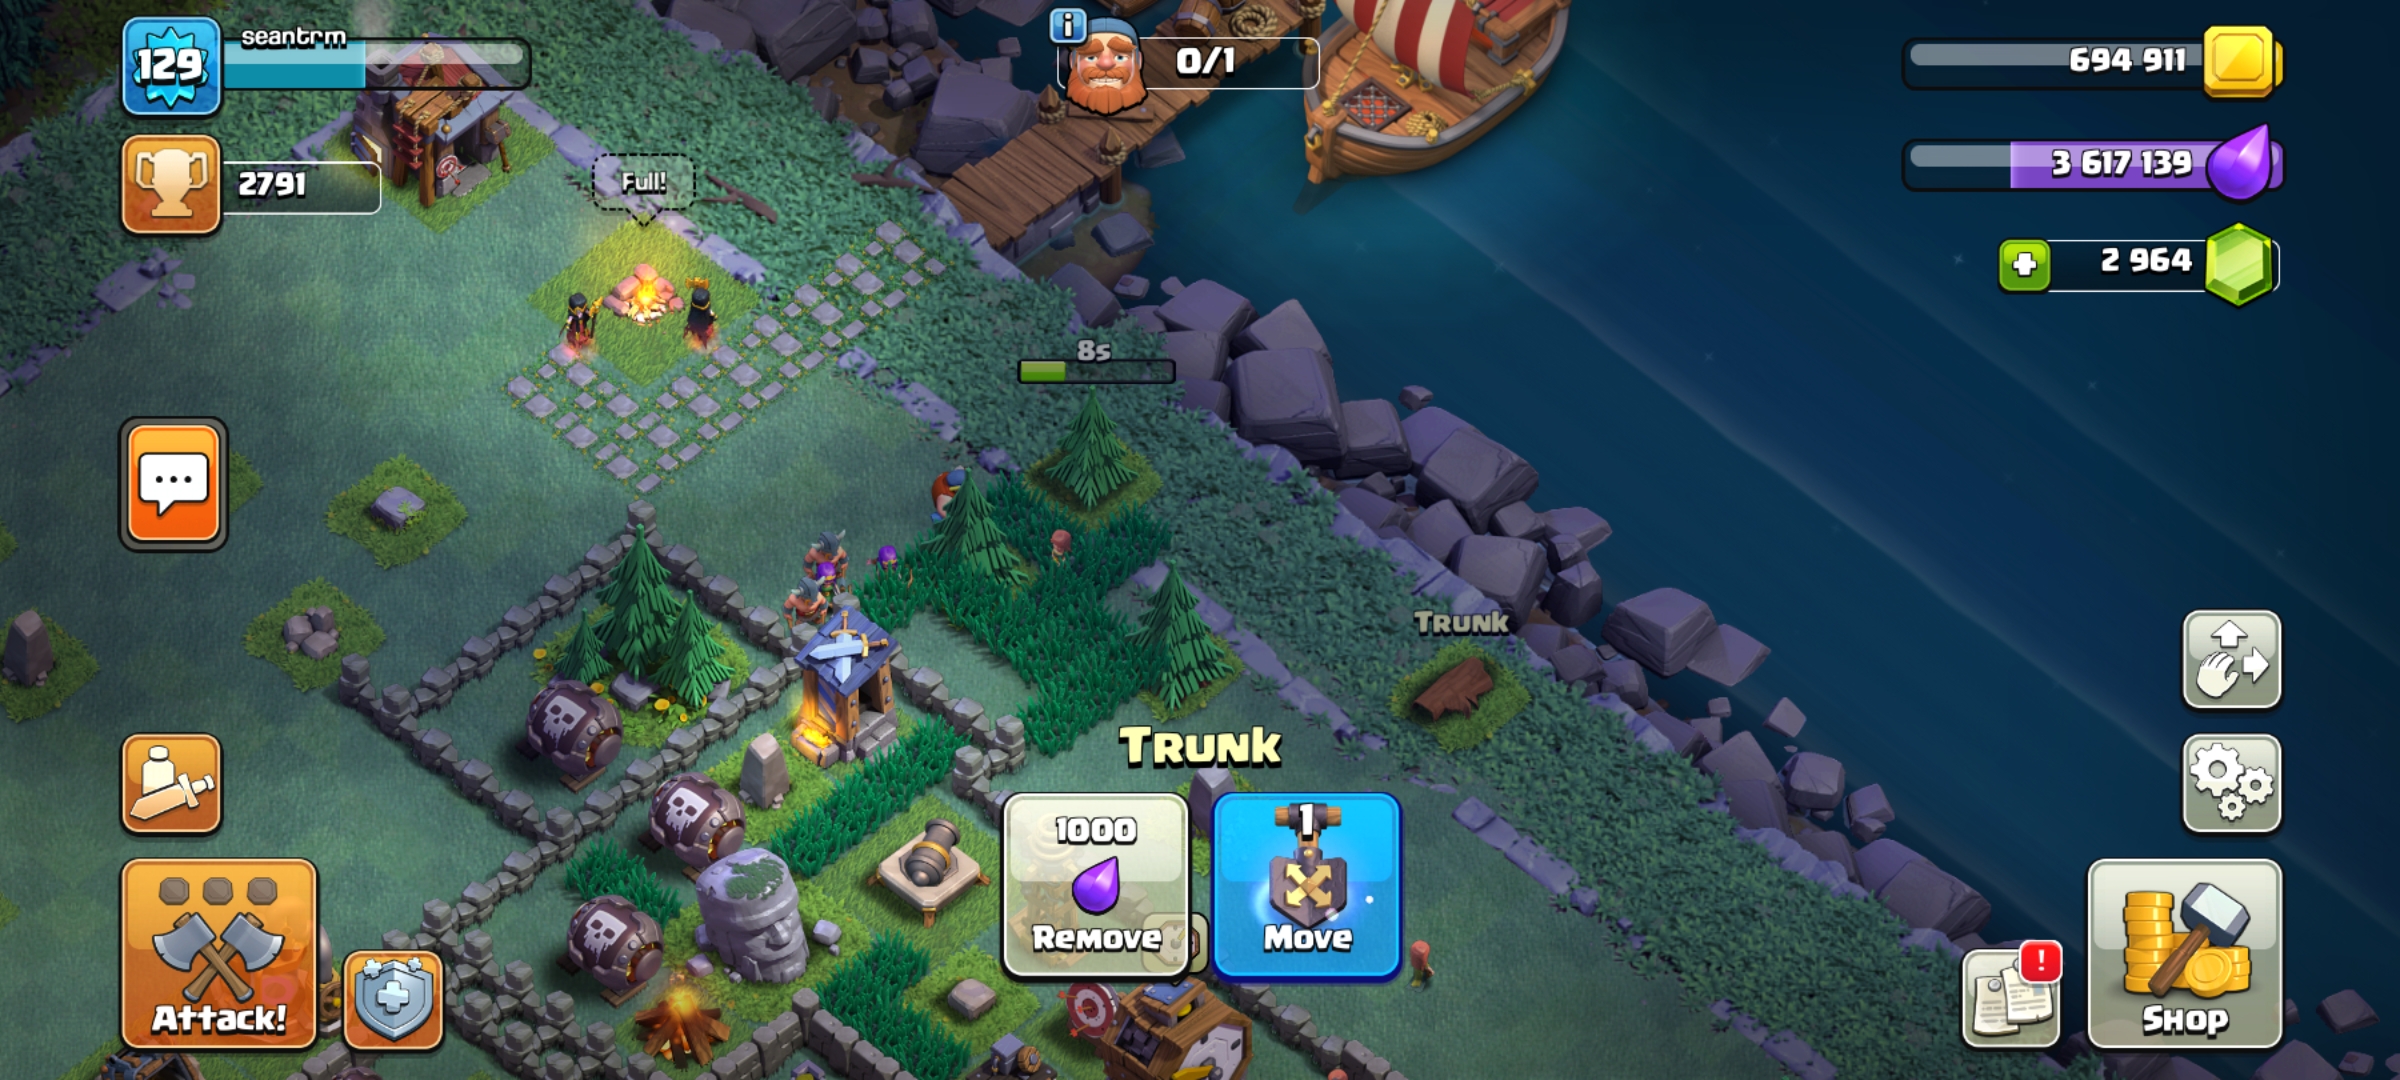 129
seantrm
0/1
694 911
2791
Full!
3 617 139
2 964
8s
Trunk
Trunk
1000
Remove
1
Move
Attack!
!
Shop